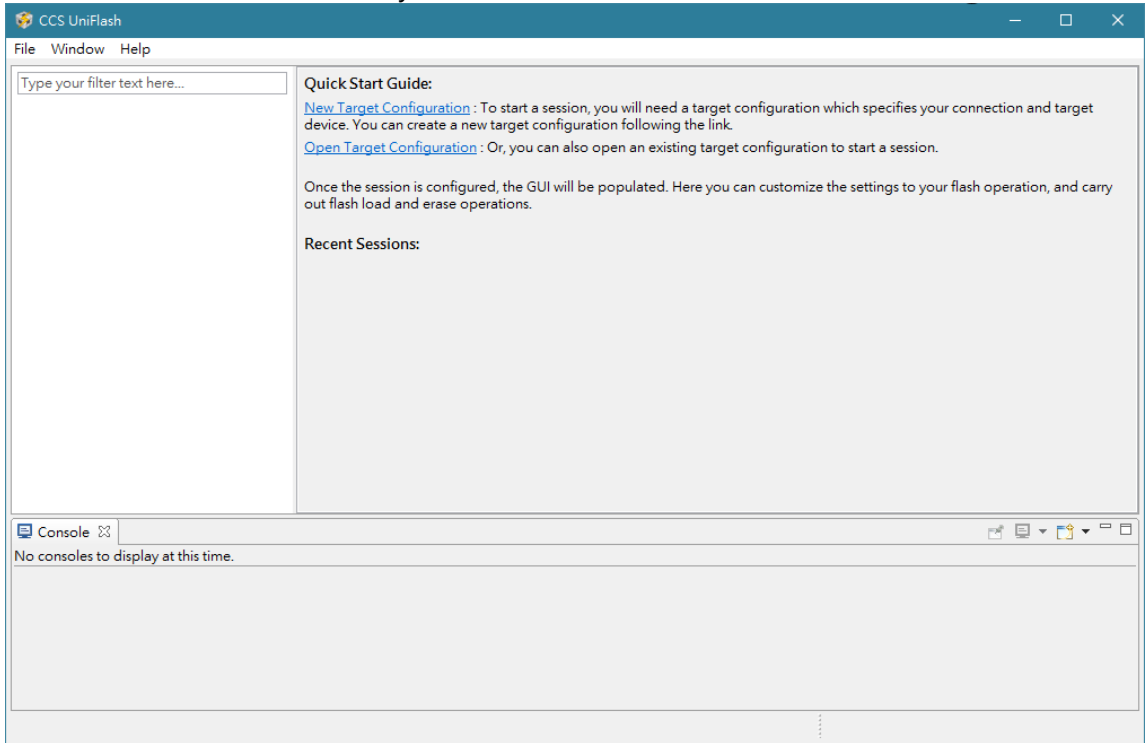 CCS UniFlash
File Window Help
Type your filter text here...
Quick Start Guide:
New Target Configuration : To start a session, you will need a target configuration which specifies your connection and target
device. You can create a new target configuration following the link.
Open Target Configuration : Or, you can also open an existing target configuration to start a session.
Once the session is configured, the GUI will be populated. Here you can customize the settings to your flash operation, and carry
out flash load and erase operations.
Recent Sessions:
Console
No consoles to display at this time.